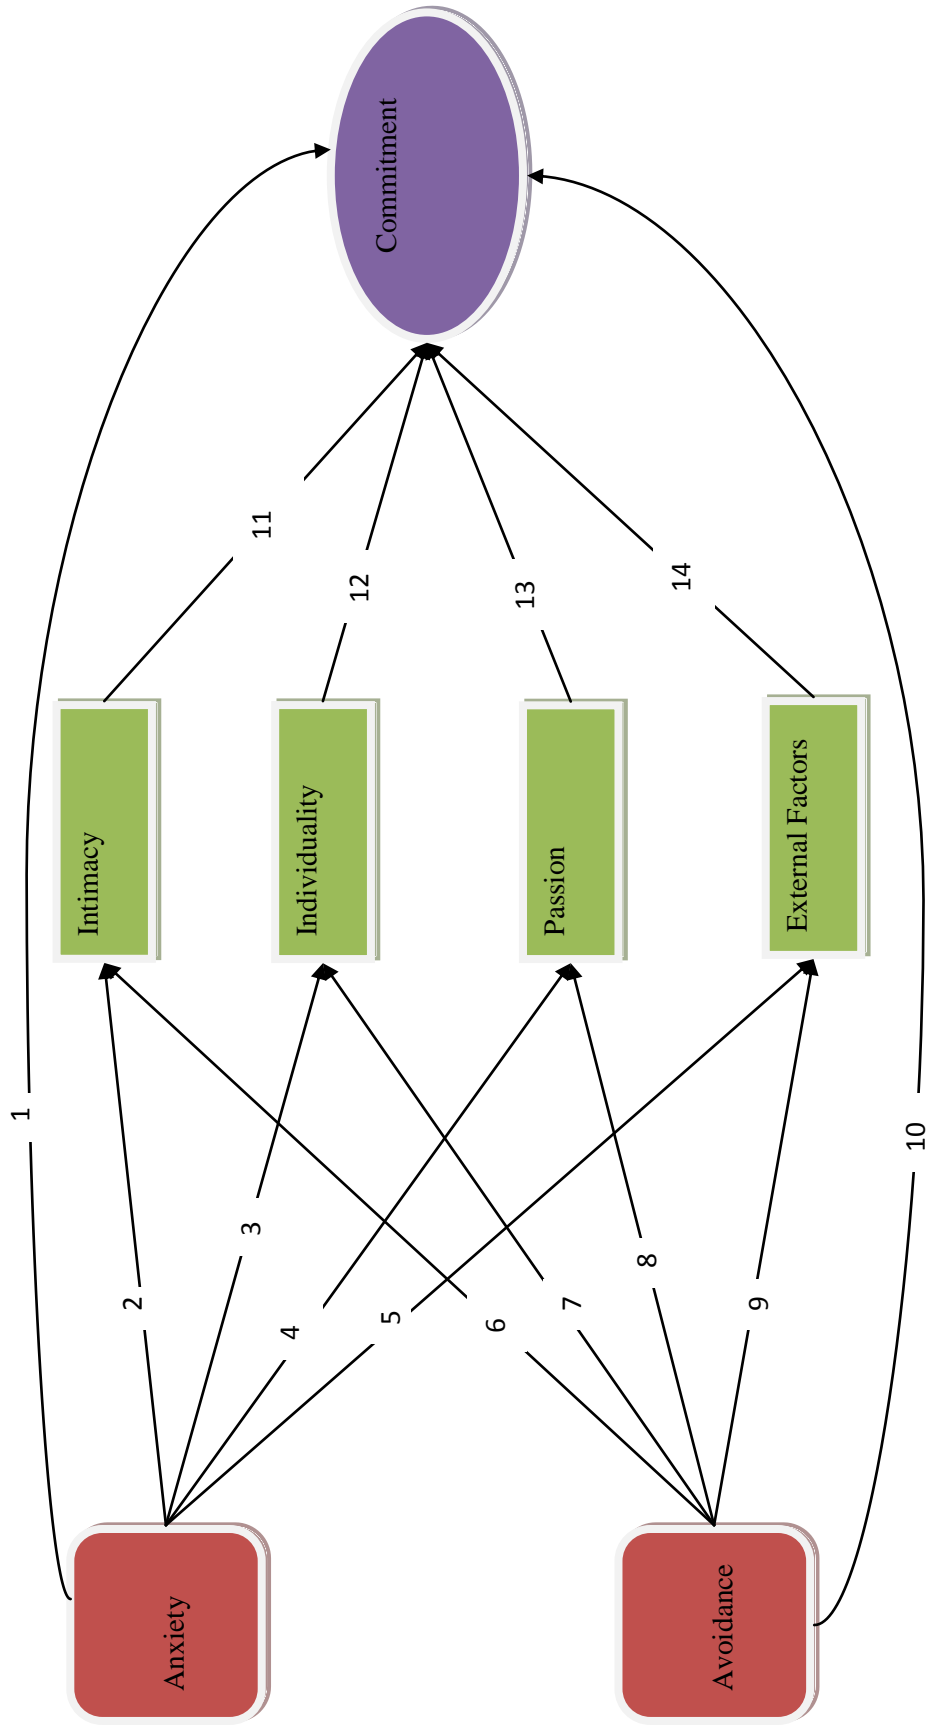 1
Anxiety
2
3
4
5
Intimacy
Individuality
Passion
External Factors
11
12
13
14
Commitment
Avoidance
6
7
8
9
10